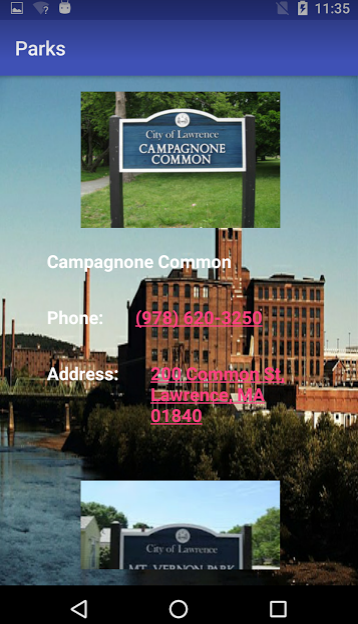 11:35
Parks
City of Lawrence
CAMPAGNONE
COMMON
Campagnone Common
Phone: (978) 620-3250
Address: 200 Common St,
Lawrence, MA
01840
City of Lawrence
MT. VERNON PARK